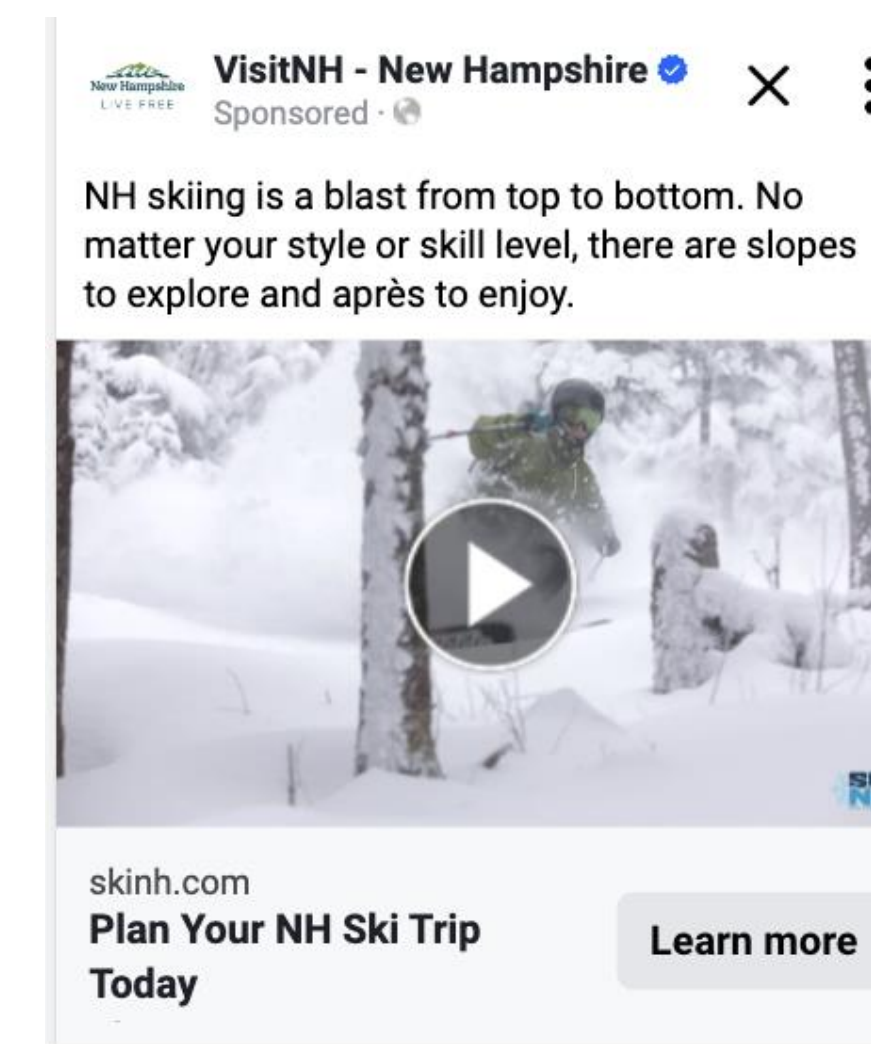 VisitNH - New Hampshire
New Hampshire
LIVE FREE
Sponsored ·
NH skiing is a blast from top to bottom. No
matter your style or skill level, there are slopes
to explore and après to enjoy.
skinh.com
Plan Your NH Ski Trip
Today
Learn more